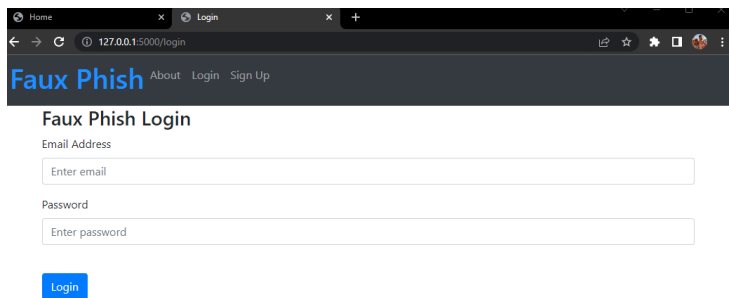 Home Login
127.0.0.1:5000/login
Faux Phish About Login Sign Up
Faux Phish Login
Email Address
Enter email
Password
Enter password
Login